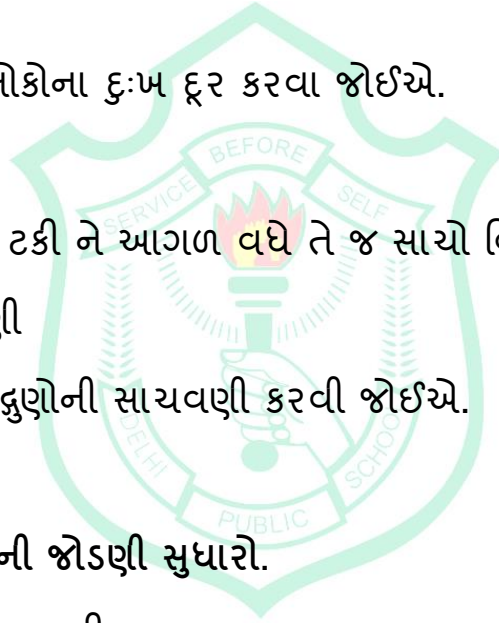 લોકોના દુઃખ દૂર કરવા જોઈએ.
BEFORE
SERVICE SELF
ટકી ને આગળ વધે તે જ સાચો
ણી
દ્ગુણોની સાચવણી કરવી જોઈએ.
DELHI SCHOOL
PUBLIC
ની જોડણી સુધારો.